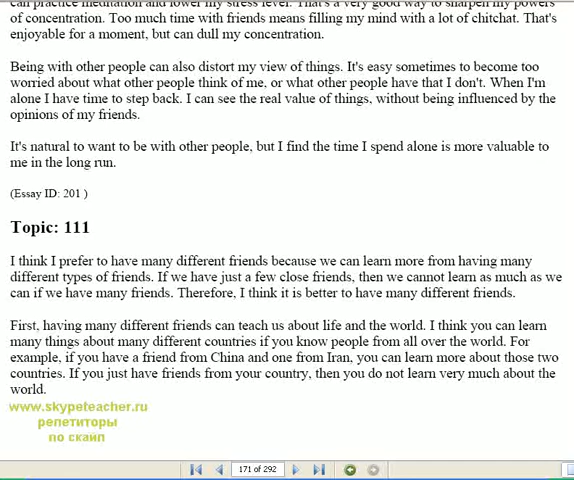 can practice meditation and lower my stress level. That's a very good way to sharpen my powers
of concentration. Too much time with friends means filling my mind with a lot of chitchat. That's
enjoyable for a moment, but can dull my concentration.
Being with other people can also distort my view of things. It's easy sometimes to become too
worried about what other people think of me, or what other people have that I don't. When I'm
alone I have time to step back. I can see the real value of things, without being influenced by the
opinions of my friends.
It's natural to want to be with other people, but I find the time I spend alone is more valuable to
me in the long run.
(Essay ID: 201 )
Topic: 111
I think I prefer to have many different friends because we can learn more from having many
different types of friends. If we have just a few close friends, then we cannot learn as much as we
can if we have many friends. Therefore, I think it is better to have many different friends.
First, having many different friends can teach us about life and the world. I think you can learn
many things about many different countries if you know people from all over the world. For
example, if you have a friend from China and one from Iran, you can learn more about those two
countries. If you just have friends from your country, then you do not learn very much about the
world.
www.skypeteacher.ru
репетиторы
по скайп
171 of 292